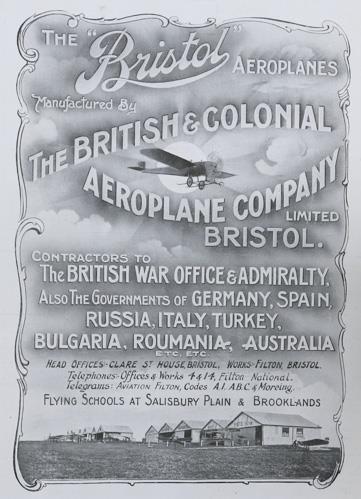 THE "Bristol" AEROPLANES
Manufactured By
THE BRITISH & COLONIAL
AEROPLANE COMPANY
LIMITED
BRISTOL.
CONTRACTORS TO
THE BRITISH WAR OFFICE & ADMIRALTY,
ALSO THE GOVERNMENTS OF GERMANY, SPAIN,
RUSSIA, ITALY, TURKEY,
BULGARIA, ROUMANIA, AUSTRALIA
ETC, ETC.
HEAD OFFICES-CLARE ST HOUSE, BRISTOL, WORKS-FILTON, BRISTOL.
Telephones-Offices & Works 4 & 14, Filton National.
Telegrams: AVIATION FILTON, Codes A.I. A.B.C. & Moreing,
FLYING SCHOOLS AT SALISBURY PLAIN & BROOKLANDS